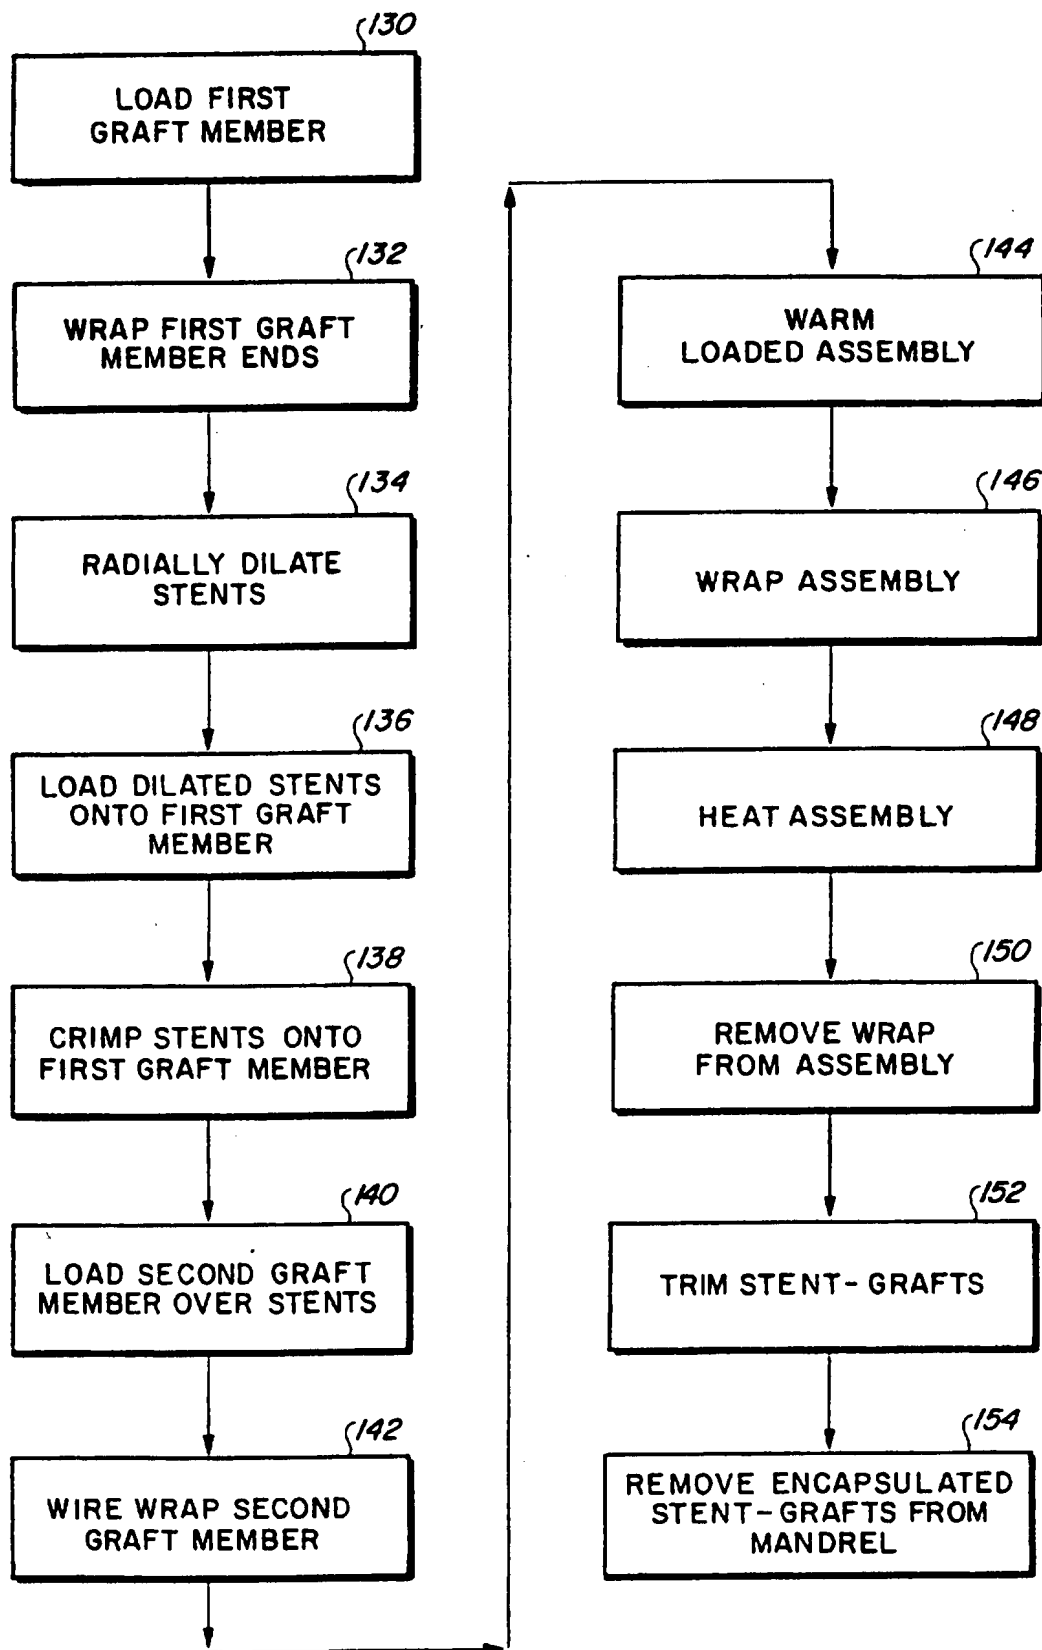 130
LOAD FIRST
GRAFT MEMBER
132
WRAP FIRST GRAFT
MEMBER ENDS
134
RADIALLY DILATE
STENTS
136
LOAD DILATED STENTS
ONTO FIRST GRAFT
MEMBER
138
CRIMP STENTS ONTO
FIRST GRAFT MEMBER
140
LOAD SECOND GRAFT
MEMBER OVER STENTS
142
WIRE WRAP SECOND
GRAFT MEMBER
144
WARM
LOADED ASSEMBLY
146
WRAP ASSEMBLY
148
HEAT ASSEMBLY
150
REMOVE WRAP
FROM ASSEMBLY
152
TRIM STENT-GRAFTS
154
REMOVE ENCAPSULATED
STENT-GRAFTS FROM
MANDREL